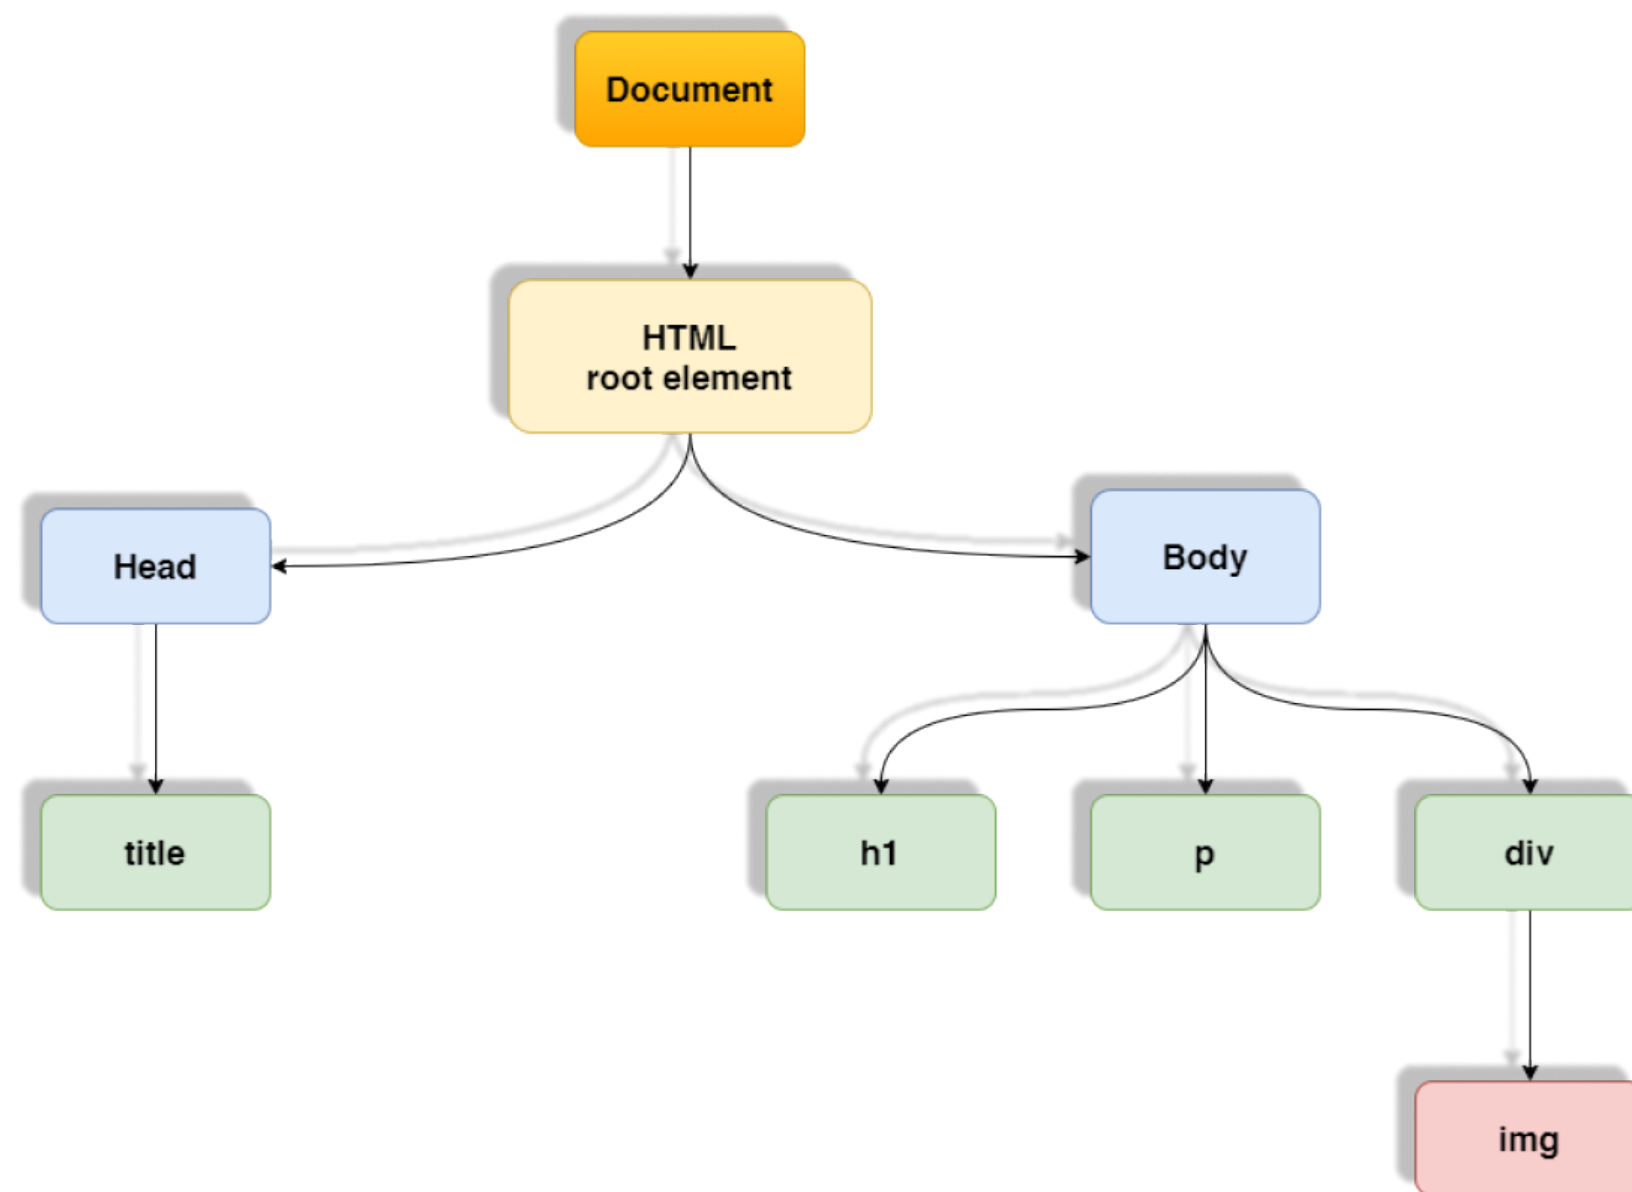 Document
HTML
root element
Head
Body
title
h1
p
div
img